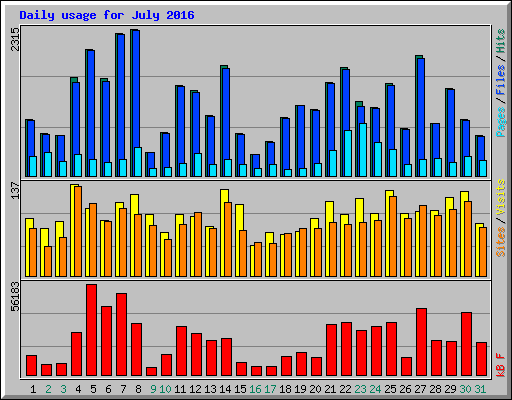 Daily usage for July 2016
2315
Pages / Files / Hits
137
Sites / Visits
56183
kB F
1 2 3 4 5 6 7 8 9 10 11 12 13 14 15 16 17 18 19 20 21 22 23 24 25 26 27 28 29 30 31